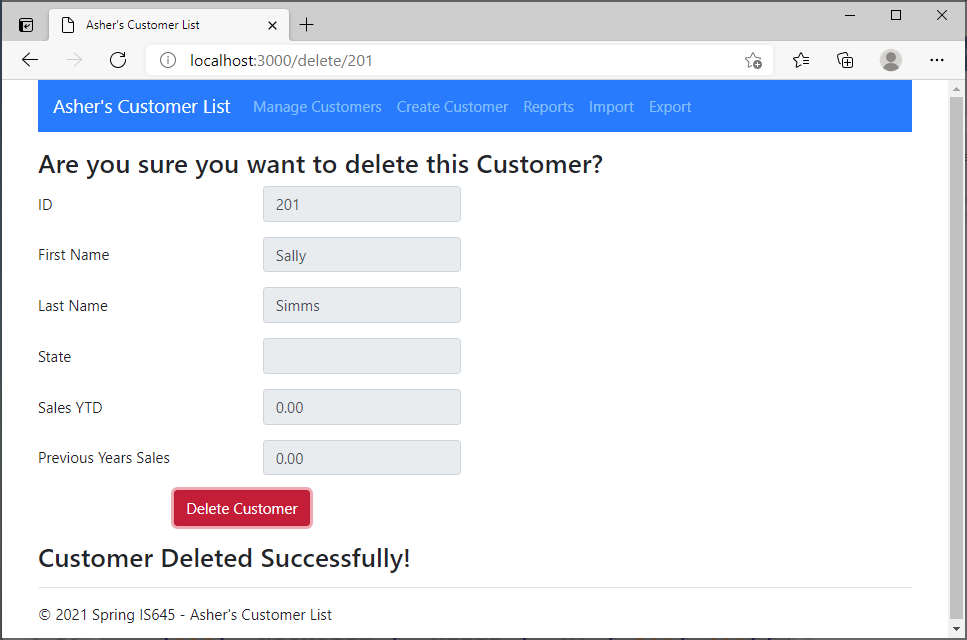 Asher's Customer List
localhost:3000/delete/201
Asher's Customer List Manage Customers Create Customer Reports Import Export
Are you sure you want to delete this Customer?
ID 201
First Name Sally
Last Name Simms
State
Sales YTD 0.00
Previous Years Sales 0.00
Delete Customer
Customer Deleted Successfully!
© 2021 Spring IS645 - Asher's Customer List